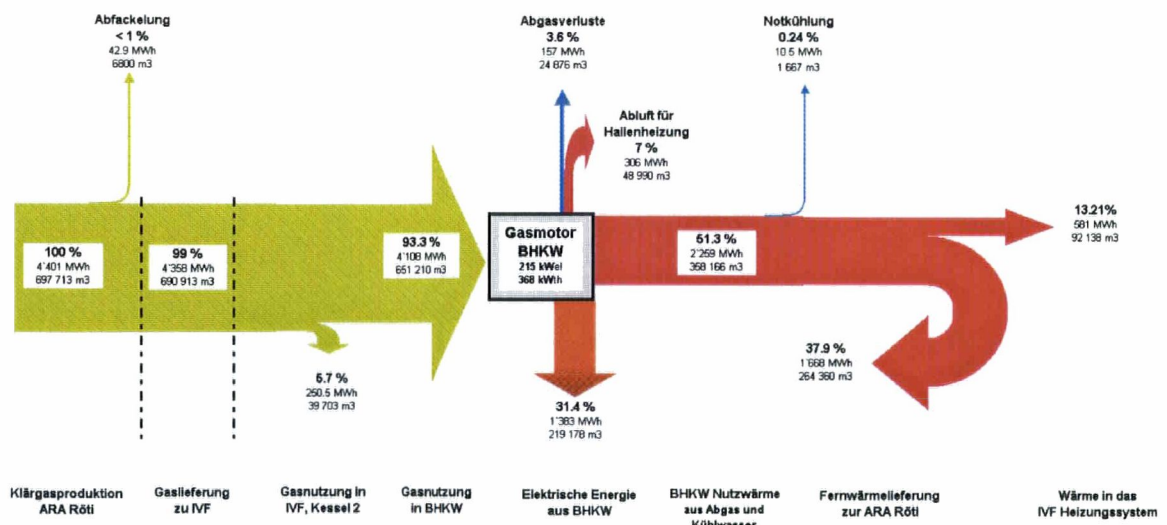 Abfackelung
< 1 %
42.9 MWh
6800 m3
Abgasverluste
3.6 %
157 MWh
24 876 m3
Notkühlung
0.24 %
10.5 MWh
1 667 m3
Abluft für
Hallenheizung
7 %
306 MWh
48 990 m3
100 %
4'401 MWh
697 713 m3
99 %
4'358 MWh
690 913 m3
93.3 %
4'108 MWh
651 210 m3
Gasmotor
BHKW
215 kWel
368 kWth
51.3 %
2'259 MWh
358 166 m3
13.21%
581 MWh
92 138 m3
5.7 %
250.5 MWh
39 703 m3
31.4 %
1'383 MWh
219 178 m3
37.9 %
1'668 MWh
264 360 m3
Klärgasproduktion
ARA Röti
Gaslieferung
zu IVF
Gasnutzung in
IVF, Kessel 2
Gasnutzung
in BHKW
Elektrische Energie
aus BHKW
BHKW Nutzwärme
aus Abgas und
Kühlwasser
Fernwärmelieferung
zur ARA Röti
Wärme in das
IVF Heizungssystem